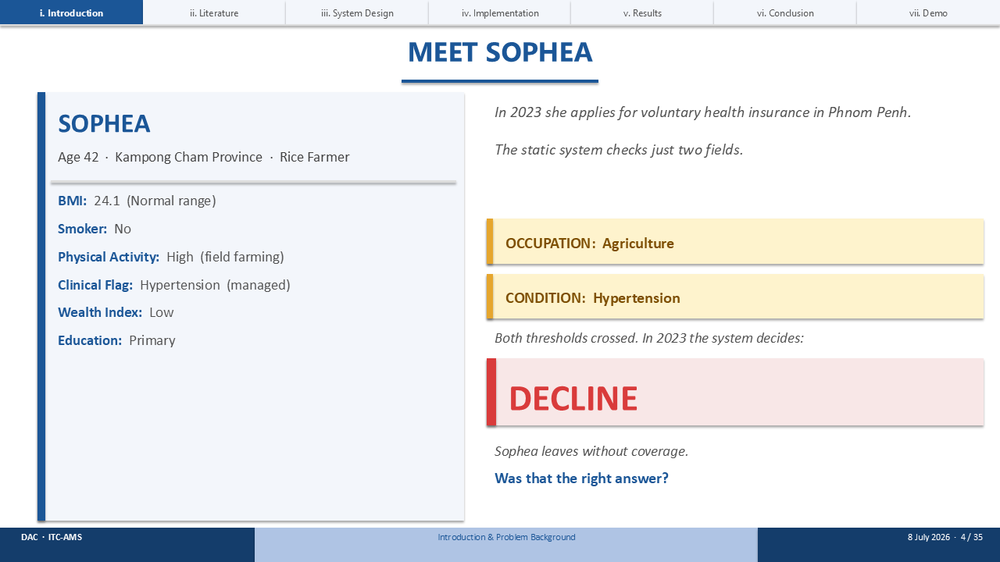 i. Introduction
ii. Literature
iii. System Design
iv. Implementation
v. Results
vi. Conclusion
vii. Demo
MEET SOPHEA
SOPHEA
Age 42 · Kampong Cham Province · Rice Farmer
BMI: 24.1 (Normal range)
Smoker: No
Physical Activity: High (field farming)
Clinical Flag: Hypertension (managed)
Wealth Index: Low
Education: Primary
In 2023 she applies for voluntary health insurance in Phnom Penh.
The static system checks just two fields.
OCCUPATION: Agriculture
CONDITION: Hypertension
Both thresholds crossed. In 2023 the system decides:
DECLINE
Sophea leaves without coverage.
Was that the right answer?
DAC · ITC-AMS
Introduction & Problem Background
8 July 2026 · 4 / 35